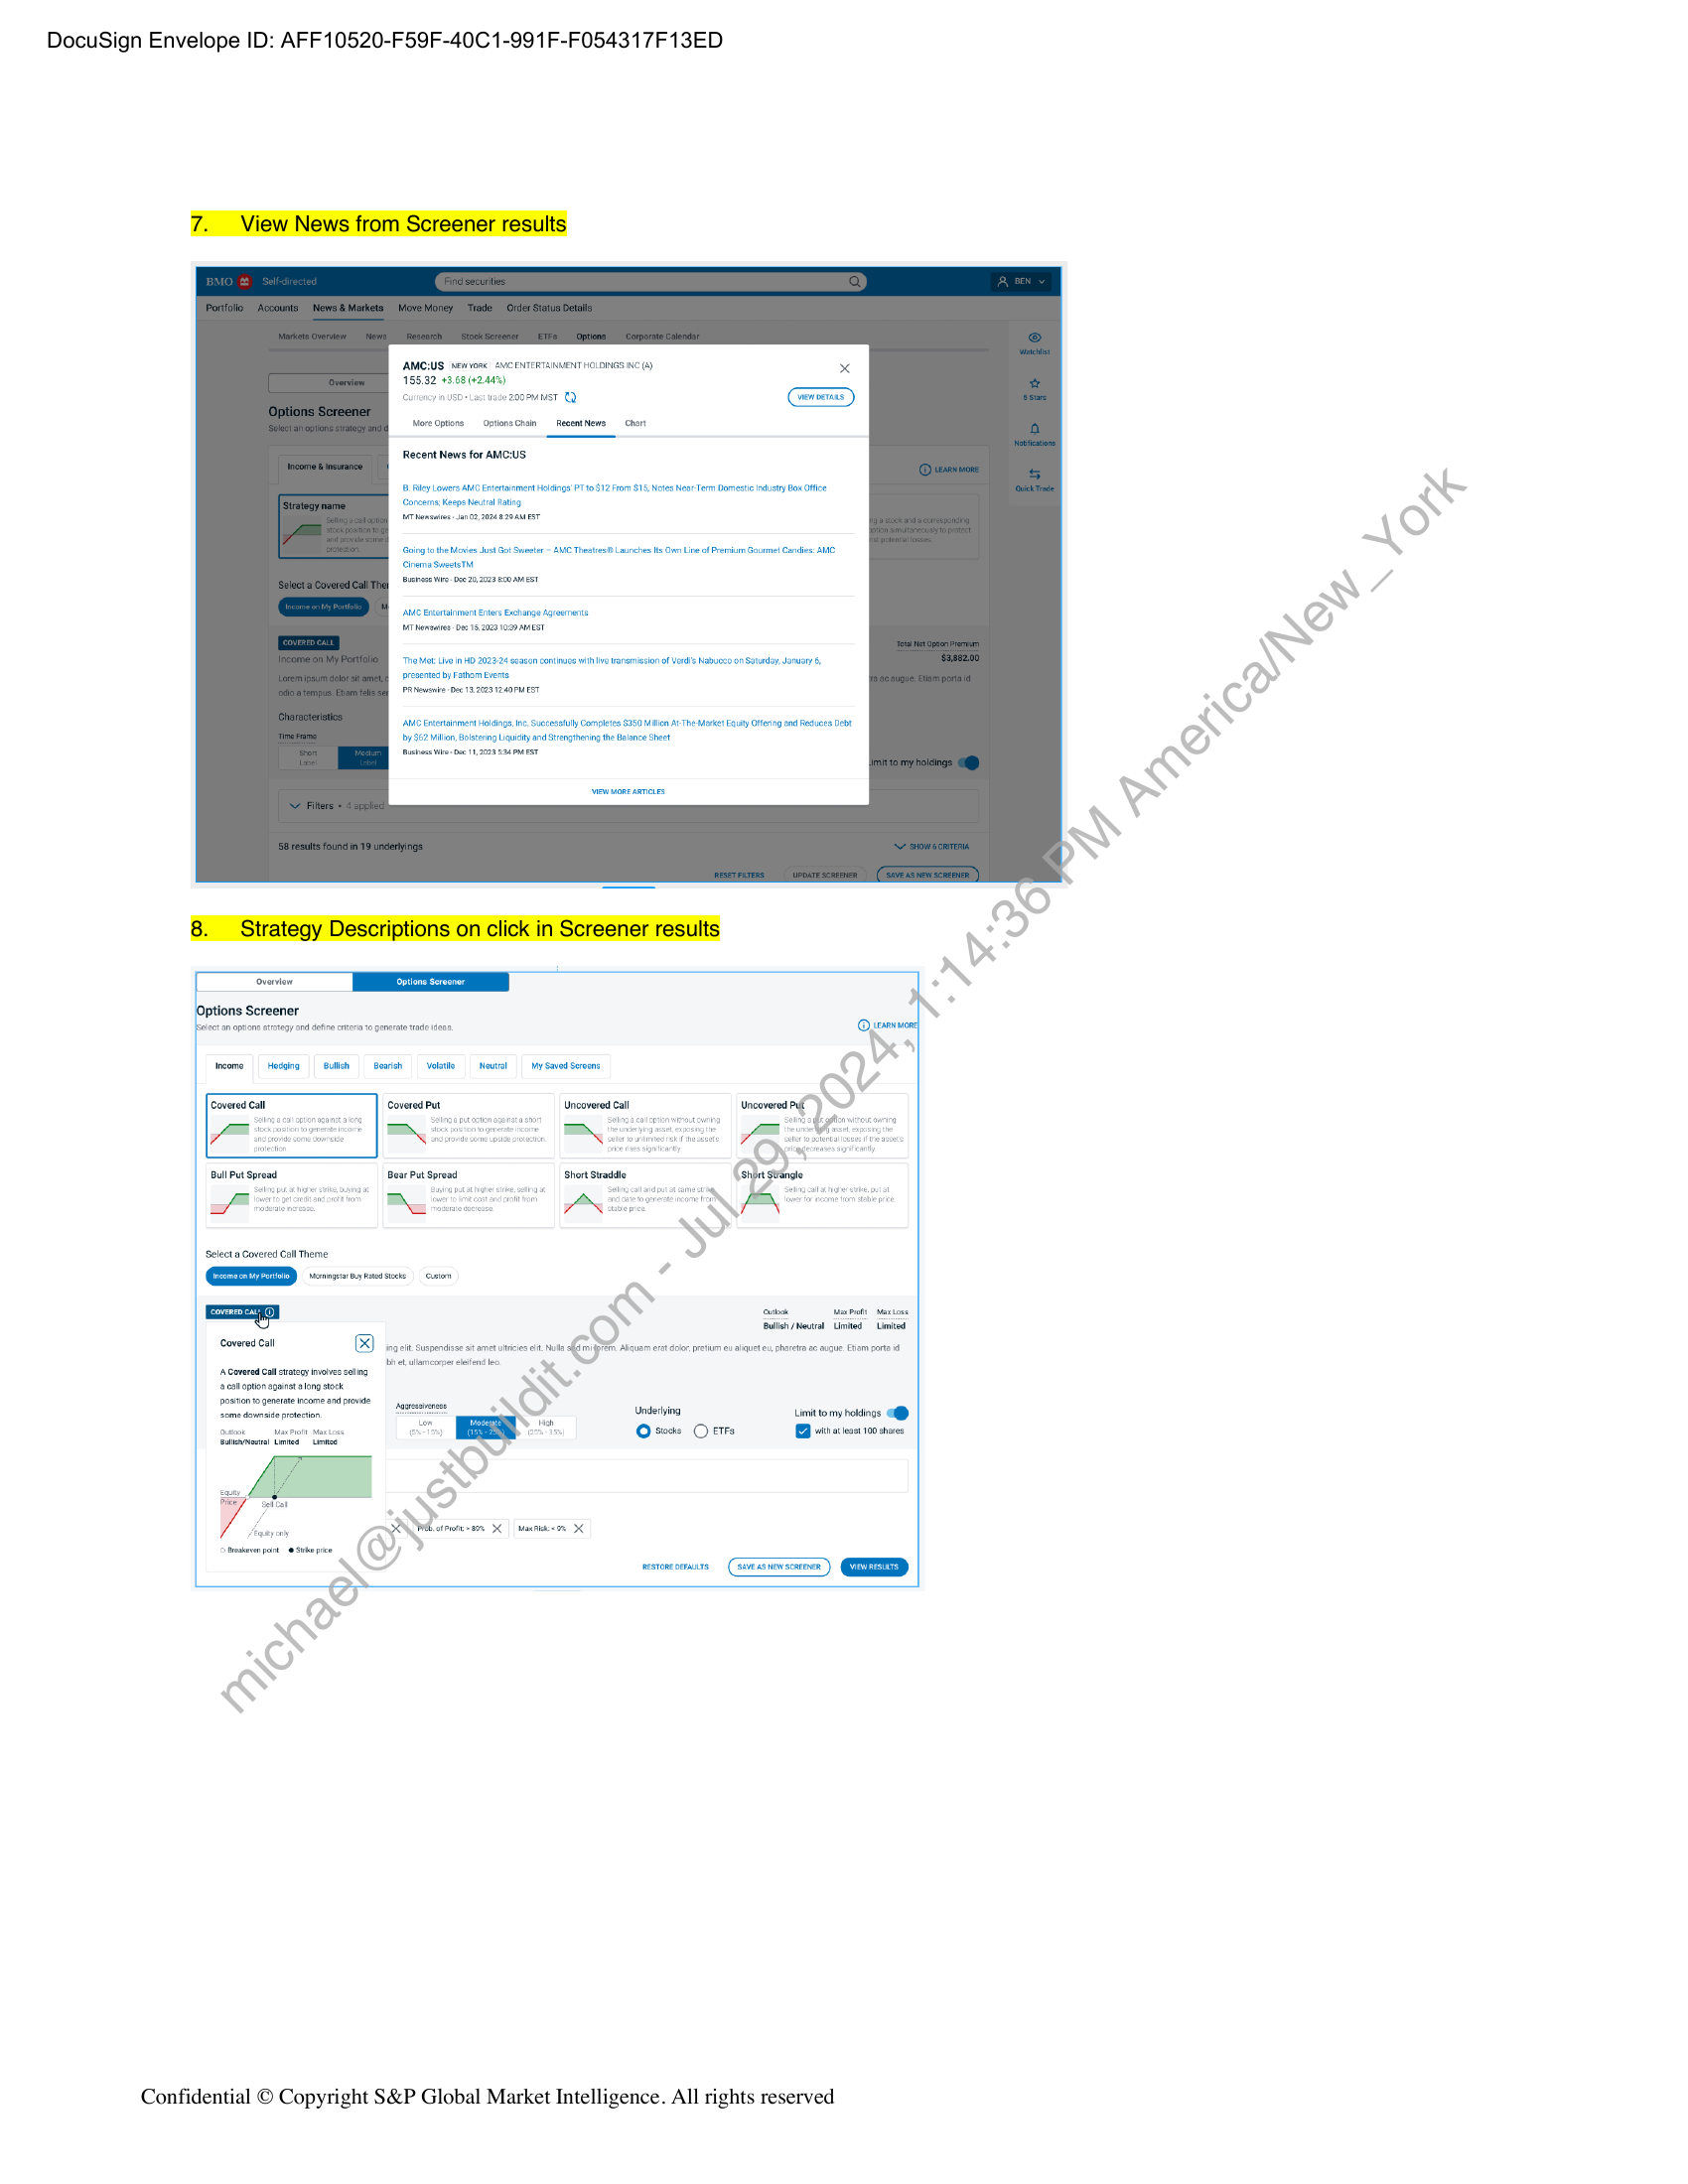 DocuSign Envelope ID: AFF10520-F59F-40C1-991F-F054317F13ED
7. View News from Screener results
BMO Self-directed Find securities BEN
Portfolio Accounts News & Markets Move Money Trade Order Status Details
Markets Overview News Research Stock Screener ETFs Options Corporate Calendar
Watchlist
5 Stars
Notifications
Quick Trade
Overview
Options Screener
Select an options strategy and d
Income & Insurance
LEARN MORE
Strategy name
Selling a call option
stock position to ge
and provide some d
protection.
ng a stock and a corresponding
option simultaneously to protect
nst potential losses.
Select a Covered Call The
Income on My Portfolio M
COVERED CALL
Income on My Portfolio
Lorem ipsum dolor sit amet, c
odio a tempus. Etiam felis se
Total Net Option Premium
$3,882.00
ra ac augue. Etiam porta id
Characteristics
Time Frame
Short Medium
Label Label
imit to my holdings
Filters • 4 applied
58 results found in 19 underlyings
SHOW 6 CRITERIA
RESET FILTERS UPDATE SCREENER SAVE AS NEW SCREENER
AMC:US NEW YORK AMC ENTERTAINMENT HOLDINGS INC (A)
155.32 +3.68 (+2.44%)
Currency in USD • Last trade 2:00 PM MST
VIEW DETAILS
More Options Options Chain Recent News Chart
Recent News for AMC:US
B. Riley Lowers AMC Entertainment Holdings' PT to $12 From $15, Notes Near-Term Domestic Industry Box Office
Concerns; Keeps Neutral Rating
MT Newswires - Jan 02, 2024 8:29 AM EST
Going to the Movies Just Got Sweeter – AMC Theatres® Launches Its Own Line of Premium Gourmet Candies: AMC
Cinema SweetsTM
Business Wire - Dec 20, 2023 8:00 AM EST
AMC Entertainment Enters Exchange Agreements
MT Newswires - Dec 15, 2023 10:39 AM EST
The Met: Live in HD 2023-24 season continues with live transmission of Verdi's Nabucco on Saturday, January 6,
presented by Fathom Events
PR Newswire - Dec 13, 2023 12:40 PM EST
AMC Entertainment Holdings, Inc. Successfully Completes $350 Million At-The-Market Equity Offering and Reduces Debt
by $62 Million, Bolstering Liquidity and Strengthening the Balance Sheet
Business Wire - Dec 11, 2023 5:34 PM EST
VIEW MORE ARTICLES
8. Strategy Descriptions on click in Screener results
Overview Options Screener
Options Screener
Select an options strategy and define criteria to generate trade ideas.
LEARN MORE
Income Hedging Bullish Bearish Volatile Neutral My Saved Screens
Covered Call
Selling a call option against a long
stock position to generate income
and provide some downside
protection.
Covered Put
Selling a put option against a short
stock position to generate income
and provide some upside protection.
Uncovered Call
Selling a call option without owning
the underlying asset, exposing the
seller to unlimited risk if the assets
price rises significantly.
Uncovered Put
Selling a put option without owning
the underlying asset, exposing the
seller to potential losses if the assets
price decreases significantly.
Bull Put Spread
Selling put at higher strike, buying at
lower to get credit and profit from
moderate increase.
Bear Put Spread
Buying put at higher strike, selling at
lower to limit cost and profit from
moderate decrease.
Short Straddle
Selling call and put at same strike
and date to generate income from
stable price.
Short Strangle
Selling call at higher strike, put at
lower for income from stable price.
Select a Covered Call Theme
Income on My Portfolio Morningstar Buy Rated Stocks Custom
COVERED CALL
Outlook Max Profit Max Loss
Bullish / Neutral Limited Limited
ing elit. Suspendisse sit amet ultricies elit. Nulla sed mi lorem. Aliquam erat dolor, pretium eu aliquet eu, pharetra ac augue. Etiam porta id
bh et, ullamcorper eleifend leo.
Covered Call
A Covered Call strategy involves selling
a call option against a long stock
position to generate income and provide
some downside protection.
Outlook Max Profit Max Loss
Bullish/Neutral Limited Limited
Equity
Price
Sell Call
Equity only
Breakeven point Strike price
Aggressiveness
Low Moderate High
(5% - 15%) (15% - 25%) (25% - 35%)
Underlying
Stocks ETFs
Limit to my holdings
with at least 100 shares
Prob. of Profit: > 89% Max Risk: < 9%
RESTORE DEFAULTS SAVE AS NEW SCREENER VIEW RESULTS
michael@justbuildit.com - Jul 29, 2024, 1:14:36 PM America/New_York
Confidential © Copyright S&P Global Market Intelligence. All rights reserved